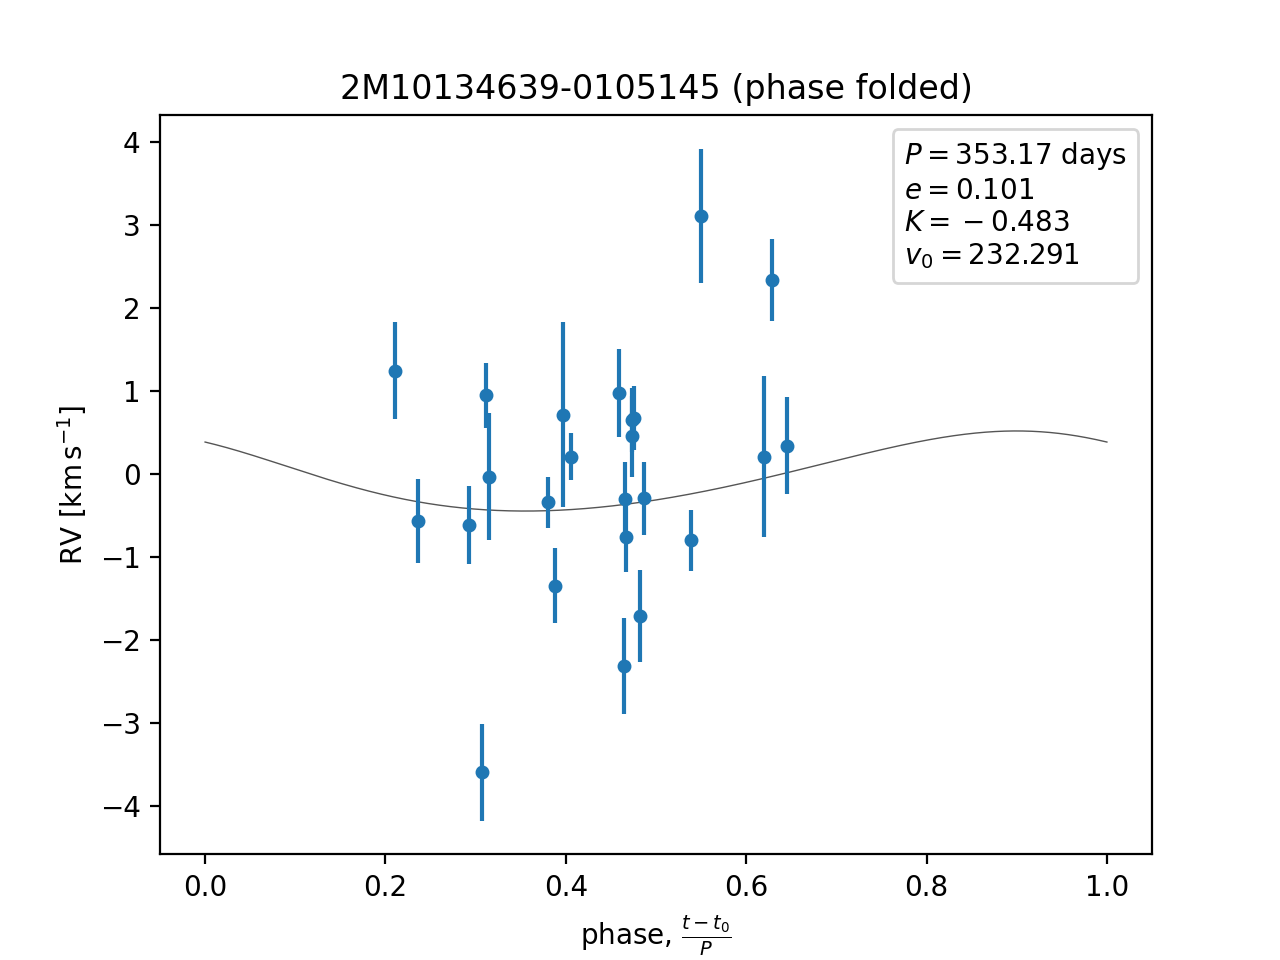 2M10134639-0105145 (phase folded)
P = 353.17 days
e = 0.101
K = −0.483
v₀ = 232.291
RV [km s⁻¹]
4
3
2
1
0
−1
−2
−3
−4
0.0 0.2 0.4 0.6 0.8 1.0
phase, (t − t₀)/P